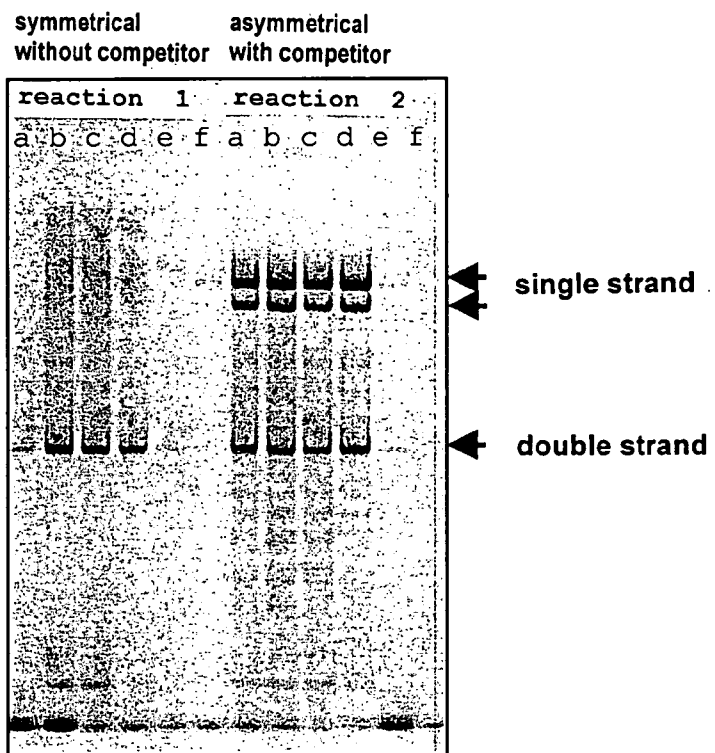 symmetrical
without competitor
asymmetrical
with competitor
reaction 1
reaction 2
a b c d e f
a b c d e f
single strand
double strand